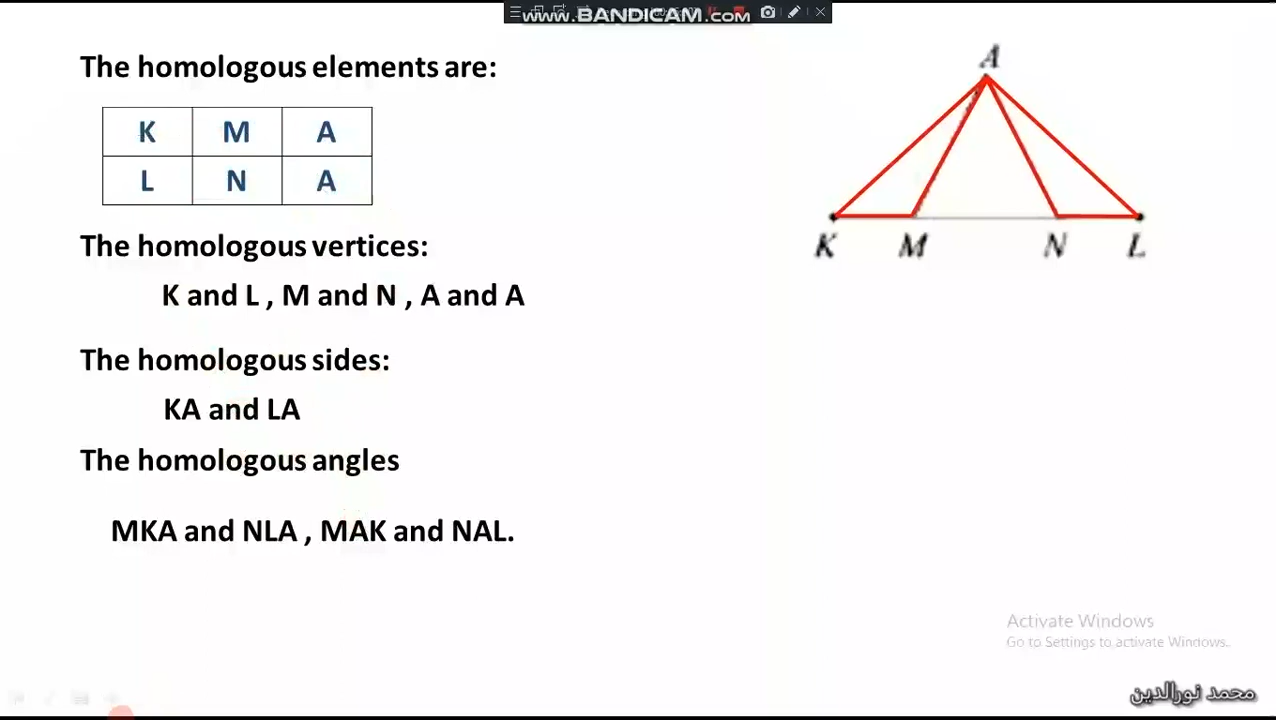 www.BANDICAM.com
The homologous elements are:
K M A
L N A
The homologous vertices:
K and L , M and N , A and A
The homologous sides:
KA and LA
The homologous angles
MKA and NLA , MAK and NAL.
A
K M N L
Activate Windows
Go to Settings to activate Windows.
محمد نورالدين